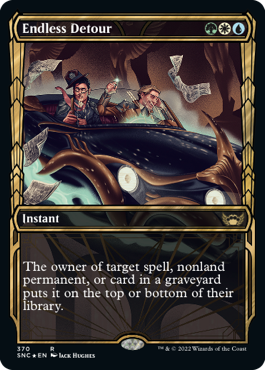 Endless Detour
Instant
The owner of target spell, nonland
permanent, or card in a graveyard
puts it on the top or bottom of their
library.
370 R
SNC ★ EN JACK HUGHES
™ & © 2022 Wizards of the Coast